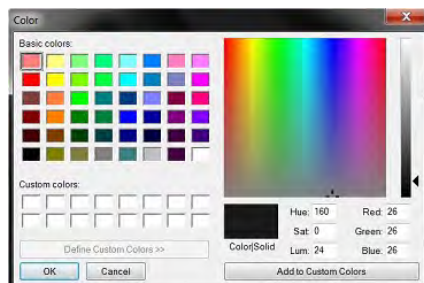 Color
Basic colors:
Custom colors:
Define Custom Colors >>
OK Cancel
Color|Solid
Hue: 160 Red: 26
Sat: 0 Green: 26
Lum: 24 Blue: 26
Add to Custom Colors